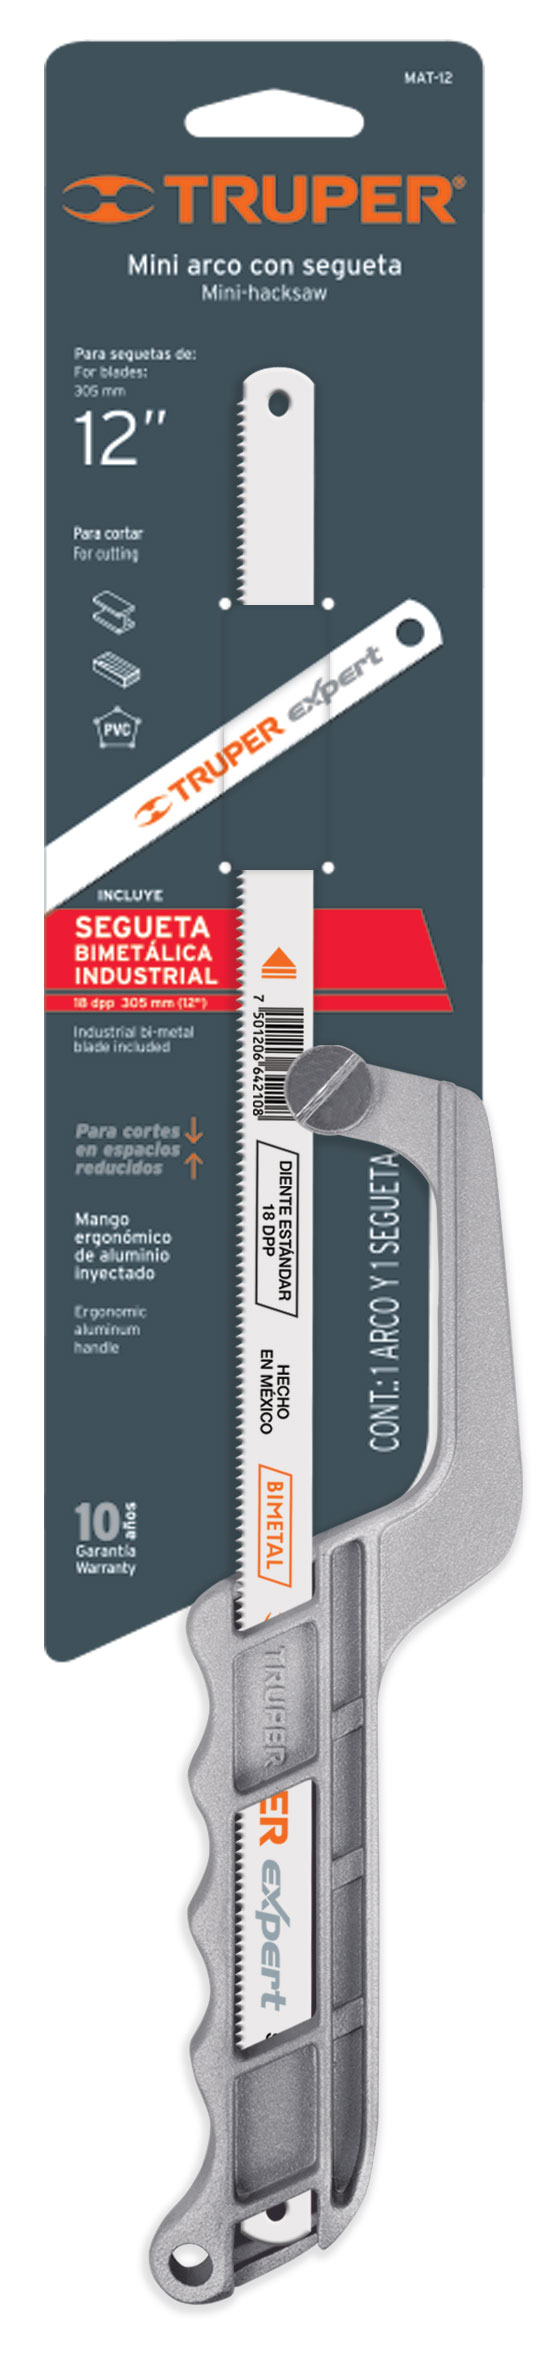 MAT-12
TRUPER®
Mini arco con segueta
Mini-hacksaw
Para seguetas de:
For blades:
305 mm
12"
Para cortar
For cutting
PVC
TRUPER expert
INCLUYE
SEGUETA
BIMETÁLICA
INDUSTRIAL
18 dpp 305 mm (12")
Industrial bi-metal
blade included
Para cortes
en espacios
reducidos
Mango
ergonómico
de aluminio
inyectado
Ergonomic
aluminum
handle
10 años
Garantía
Warranty
7 501206 642108
DIENTE ESTÁNDAR
18 DPP
HECHO
EN MÉXICO
BIMETAL
CONT.: 1 ARCO Y 1 SEGUETA
TRUPER
ER expert